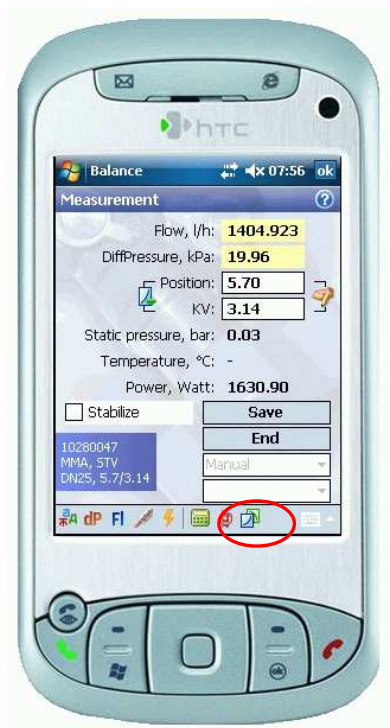 htc
Balance 07:56 ok
Measurement ?
Flow, l/h: 1404.923
DiffPressure, kPa: 19.96
Position: 5.70
KV: 3.14
Static pressure, bar: 0.03
Temperature, °C: -
Power, Watt: 1630.90
Stabilize Save
End
10280047
MMA, STV
DN25, 5.7/3.14
Manual
A dP Fl
ok